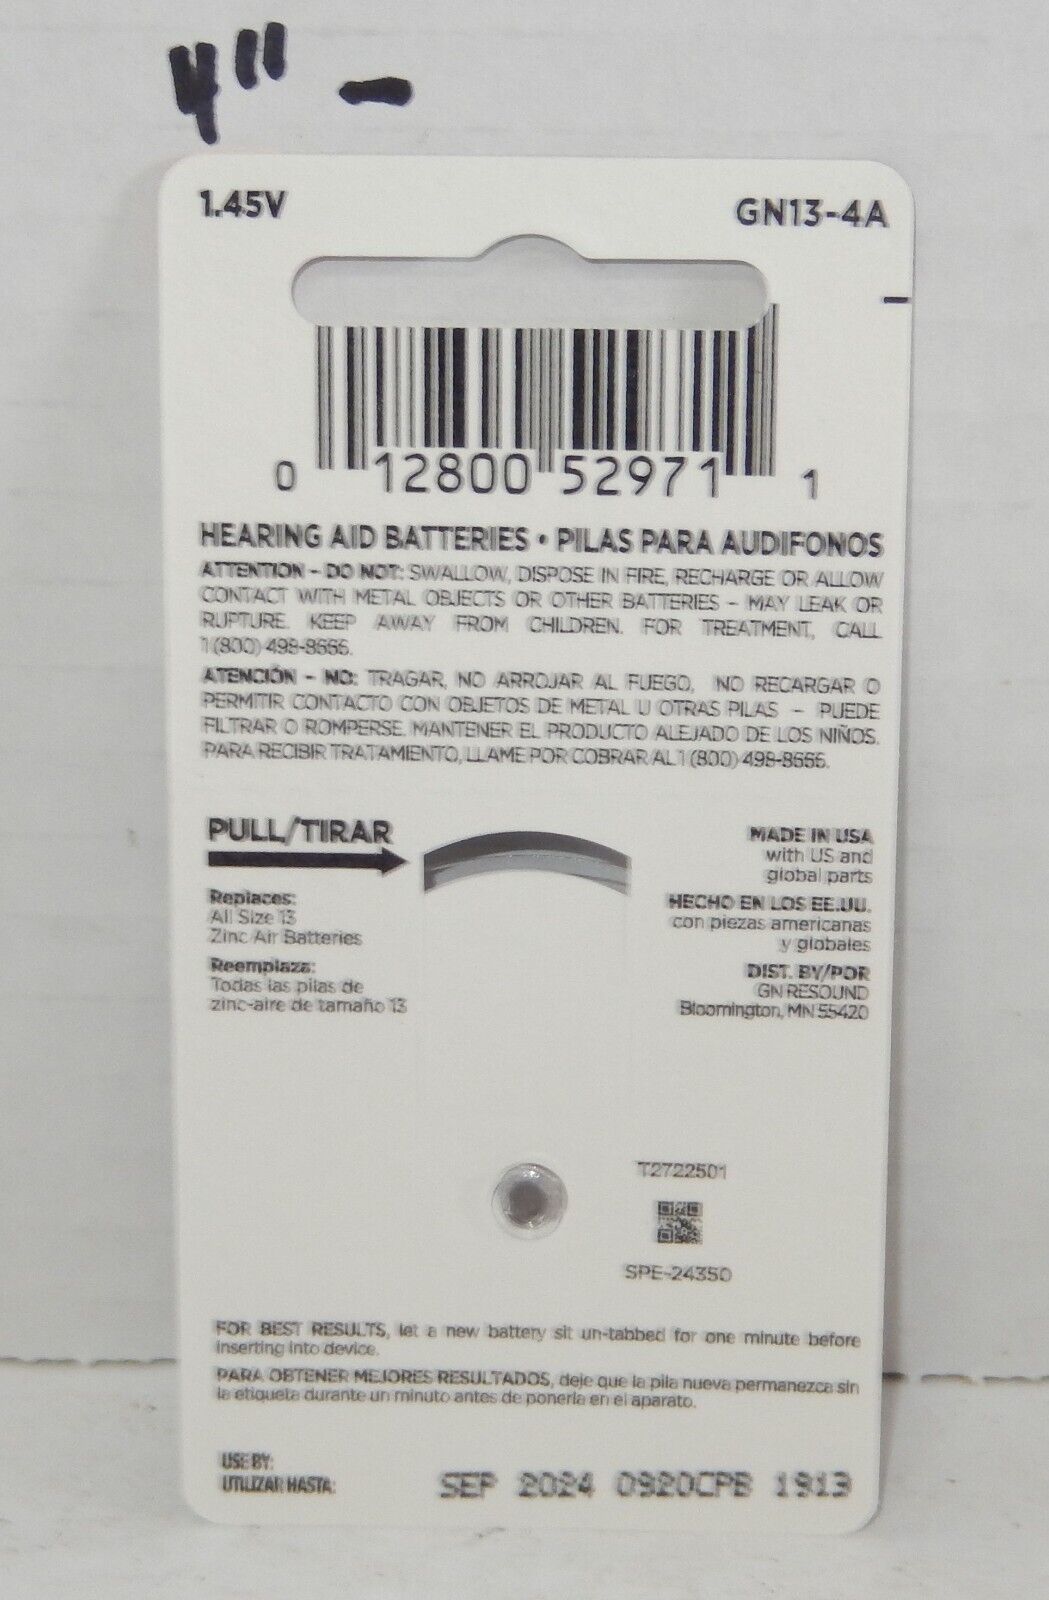 4" -
1.45V
GN13-4A
0 12800 52971 1
HEARING AID BATTERIES • PILAS PARA AUDIFONOS
ATTENTION – DO NOT: SWALLOW, DISPOSE IN FIRE, RECHARGE OR ALLOW
CONTACT WITH METAL OBJECTS OR OTHER BATTERIES – MAY LEAK OR
RUPTURE. KEEP AWAY FROM CHILDREN. FOR TREATMENT, CALL
1 (800) 498-8666.
ATENCIÓN – NO: TRAGAR, NO ARROJAR AL FUEGO, NO RECARGAR O
PERMITIR CONTACTO CON OBJETOS DE METAL U OTRAS PILAS – PUEDE
FILTRAR O ROMPERSE. MANTENER EL PRODUCTO ALEJADO DE LOS NIÑOS.
PARA RECIBIR TRATAMIENTO, LLAME POR COBRAR AL 1 (800) 498-8666.
PULL/TIRAR
Replaces:
All Size 13
Zinc Air Batteries
Reemplaza:
Todas las pilas de
zinc-aire de tamaño 13
MADE IN USA
with US and
global parts
HECHO EN LOS EE.UU.
con piezas americanas
y globales
DIST. BY/POR
GN RESOUND
Bloomington, MN 55420
T2722501
SPE-24350
FOR BEST RESULTS, let a new battery sit un-tabbed for one minute before
inserting into device.
PARA OBTENER MEJORES RESULTADOS, deje que la pila nueva permanezca sin
la etiqueta durante un minuto antes de ponerla en el aparato.
USE BY:
UTILIZAR HASTA:
SEP 2024 0920CPB 1913